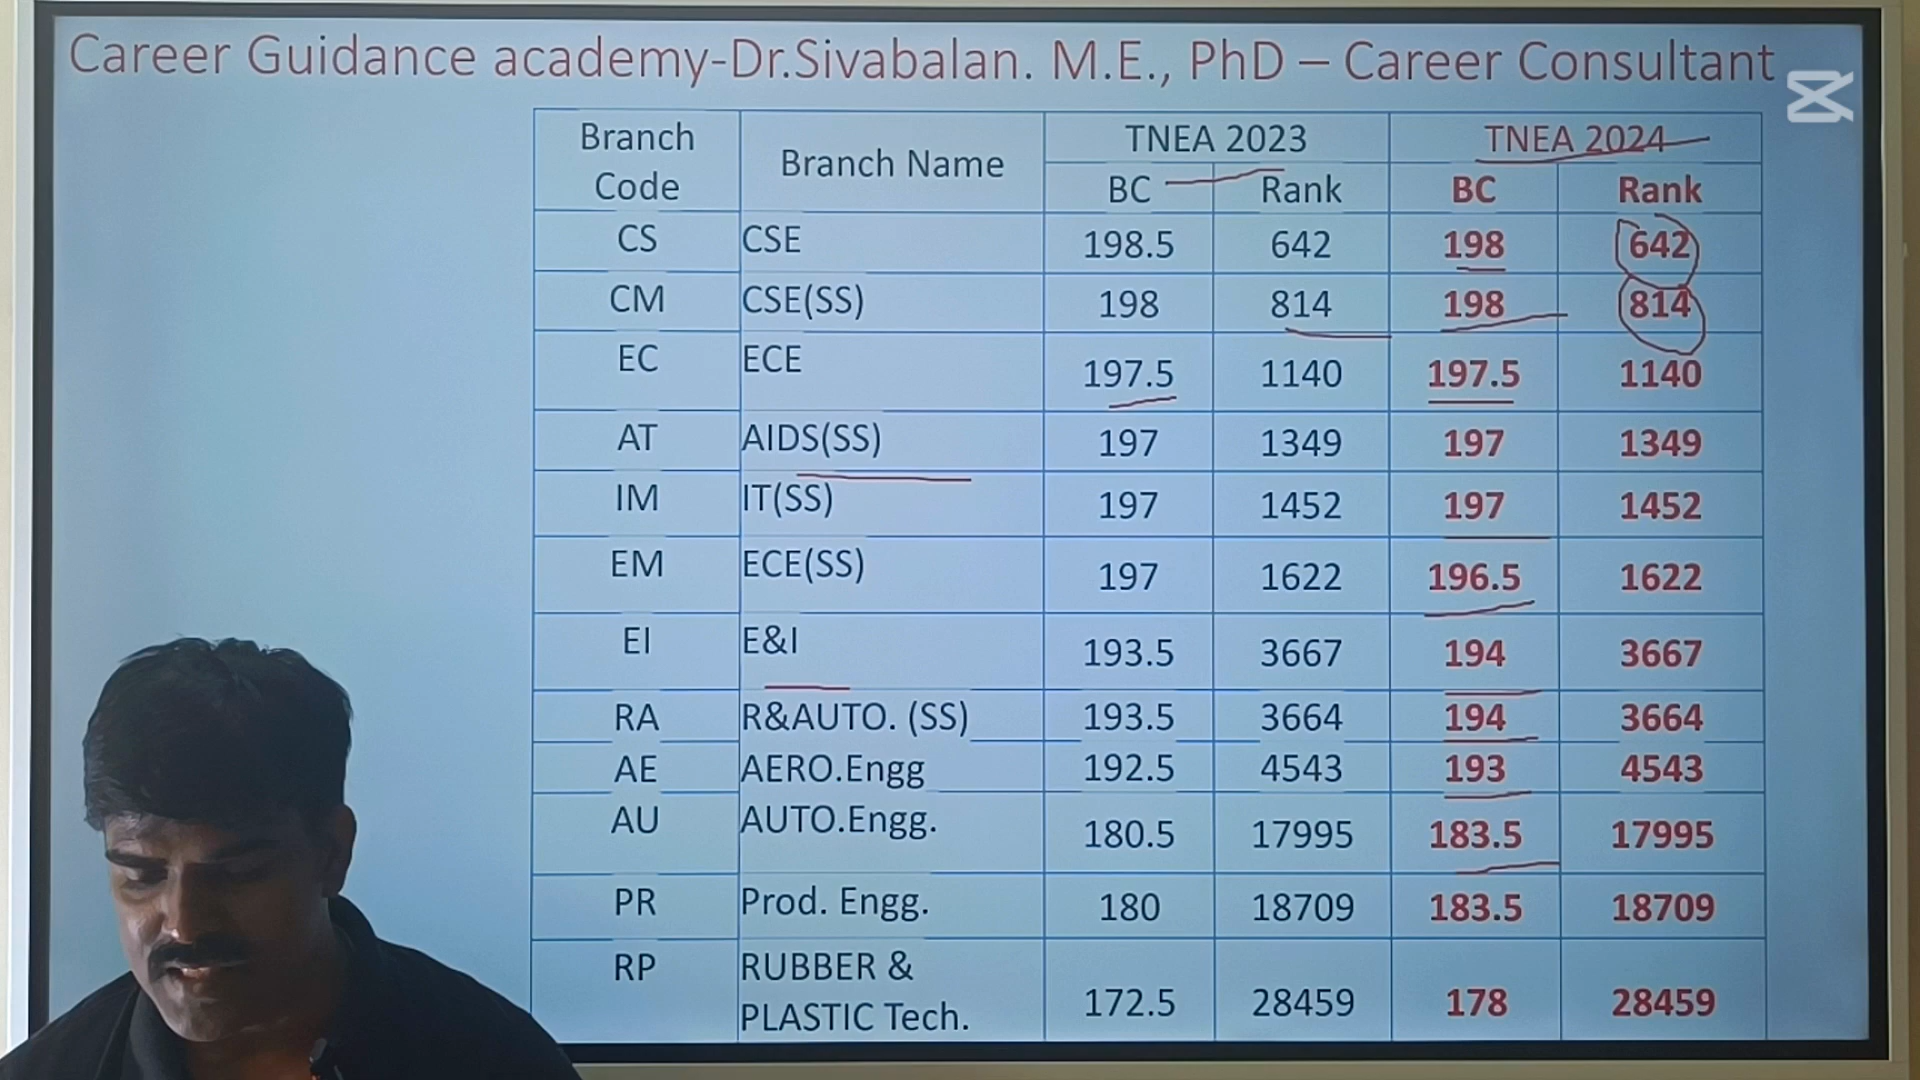 Career Guidance academy-Dr.Sivabalan. M.E., PhD – Career Consultant
Branch Code Branch Name TNEA 2023 TNEA 2024
BC Rank BC Rank
CS CSE 198.5 642 198 642
CM CSE(SS) 198 814 198 814
EC ECE 197.5 1140 197.5 1140
AT AIDS(SS) 197 1349 197 1349
IM IT(SS) 197 1452 197 1452
EM ECE(SS) 197 1622 196.5 1622
EI E&I 193.5 3667 194 3667
RA R&AUTO. (SS) 193.5 3664 194 3664
AE AERO.Engg 192.5 4543 193 4543
AU AUTO.Engg. 180.5 17995 183.5 17995
PR Prod. Engg. 180 18709 183.5 18709
RP RUBBER &
PLASTIC Tech. 172.5 28459 178 28459